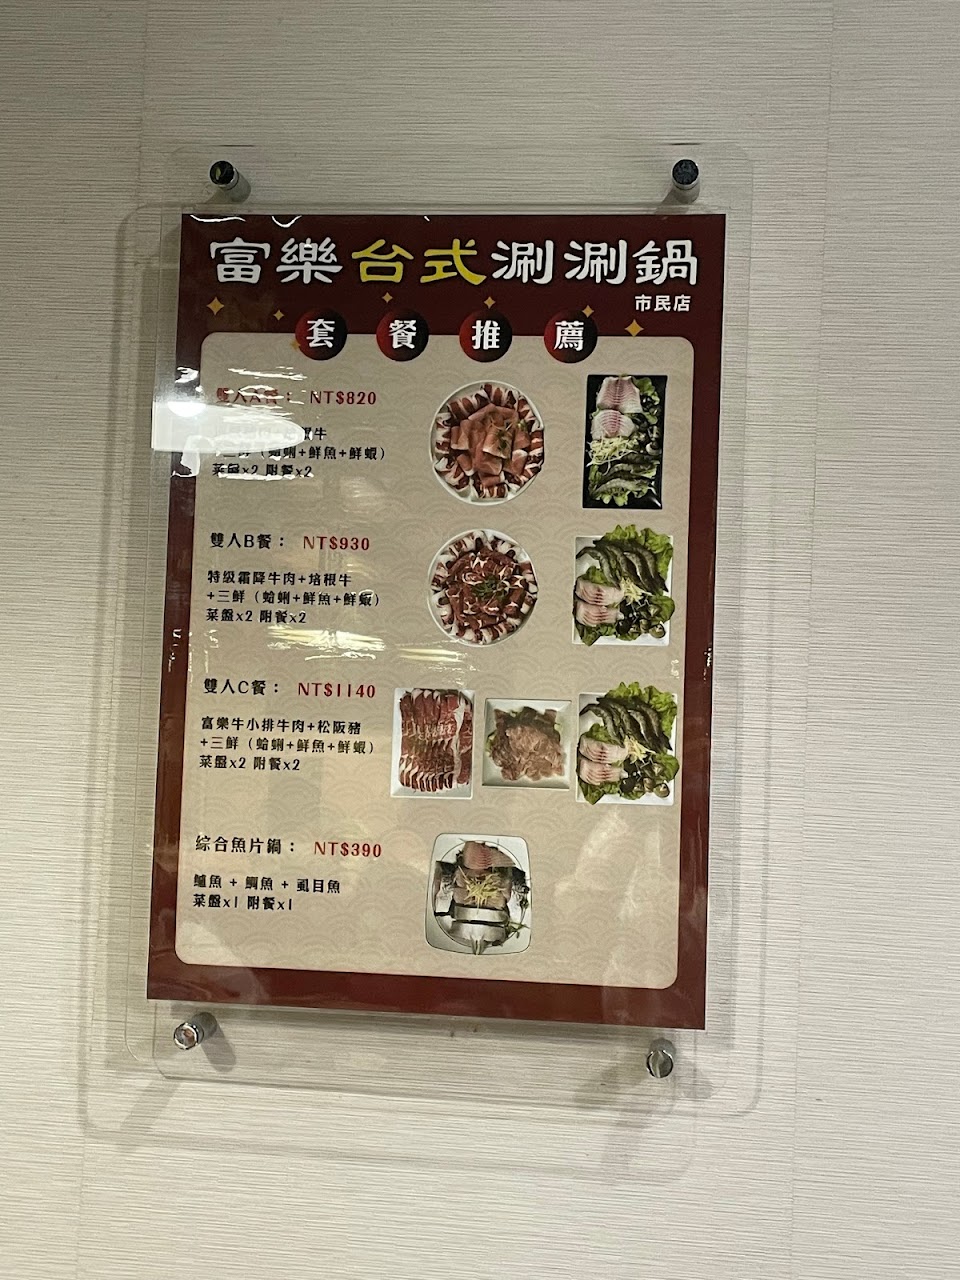 富樂台式涮涮鍋
市民店
套餐推薦
雙人A餐： NT$820
牛
三鮮（蛤蜊+鮮魚+鮮蝦）
菜盤x2 附餐x2
雙人B餐： NT$930
特級霜降牛肉+培根牛
+三鮮（蛤蜊+鮮魚+鮮蝦）
菜盤x2 附餐x2
雙人C餐： NT$1140
富樂牛小排牛肉+松阪豬
+三鮮（蛤蜊+鮮魚+鮮蝦）
菜盤x2 附餐x2
綜合魚片鍋： NT$390
鱸魚 + 鯛魚 + 虱目魚
菜盤x1 附餐x1